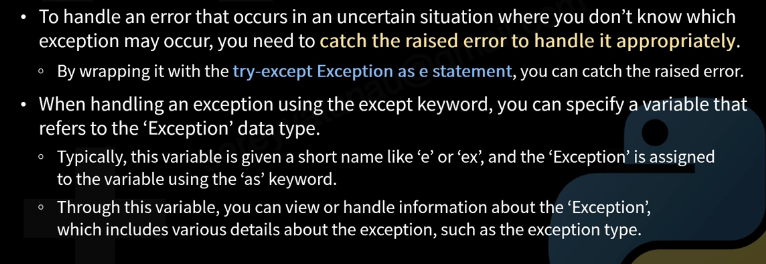 • To handle an error that occurs in an uncertain situation where you don't know which
exception may occur, you need to catch the raised error to handle it appropriately.
◦ By wrapping it with the try-except Exception as e statement, you can catch the raised error.
• When handling an exception using the except keyword, you can specify a variable that
refers to the ‘Exception’ data type.
◦ Typically, this variable is given a short name like ‘e’ or ‘ex’, and the ‘Exception’ is assigned
to the variable using the ‘as’ keyword.
◦ Through this variable, you can view or handle information about the ‘Exception’,
which includes various details about the exception, such as the exception type.